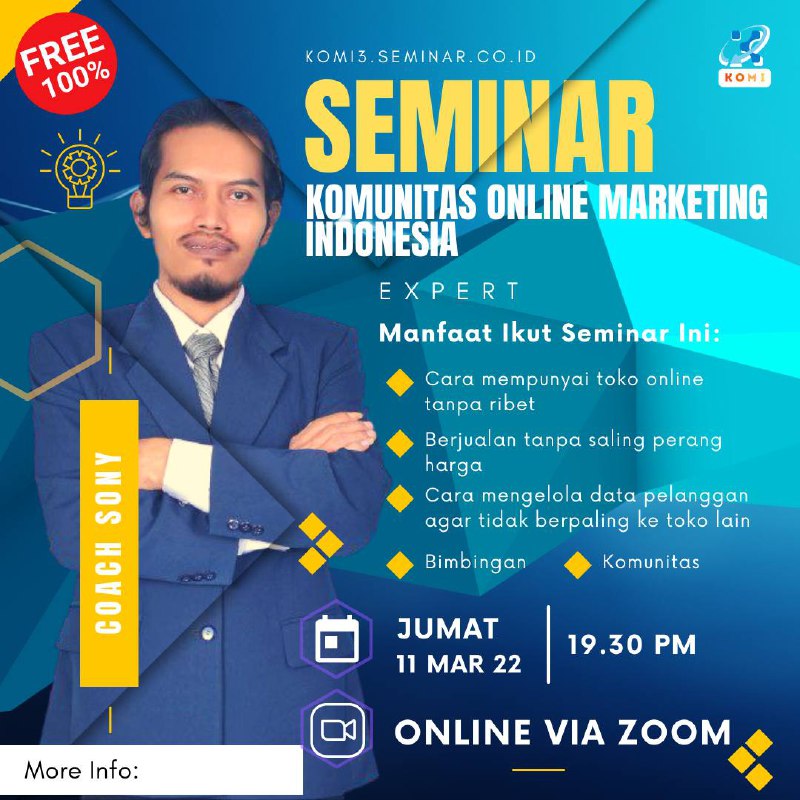 FREE
100%
KOMI3.SEMINAR.CO.ID
KOMI
SEMINAR
KOMUNITAS ONLINE MARKETING
INDONESIA
EXPERT
Manfaat Ikut Seminar Ini:
Cara mempunyai toko online
tanpa ribet
Berjualan tanpa saling perang
harga
Cara mengelola data pelanggan
agar tidak berpaling ke toko lain
Bimbingan
Komunitas
COACH SONY
JUMAT
11 MAR 22
19.30 PM
ONLINE VIA ZOOM
More Info: